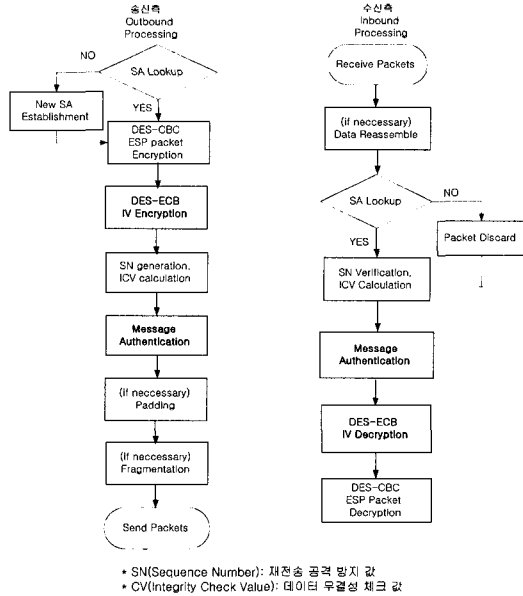 송신측
Outbound
Processing
NO
SA Lookup
New SA
Establishment
YES
DES-CBC
ESP packet
Encryption
DES-ECB
IV Encryption
SN generation,
ICV calculation
Message
Authentication
(if neccessary)
Padding
(if neccessary)
Fragmentation
Send Packets
수신측
Inbound
Processing
Receive Packets
(if neccessary)
Data Reassemble
SA Lookup
NO
Packet Discard
YES
SN Verification,
ICV Calculation
Message
Authentication
DES-ECB
IV Decryption
DES-CBC
ESP Packet
Decryption
* SN(Sequence Number): 재전송 공격 방지 값
* CV(Integrity Check Value): 데이터 무결성 체크 값